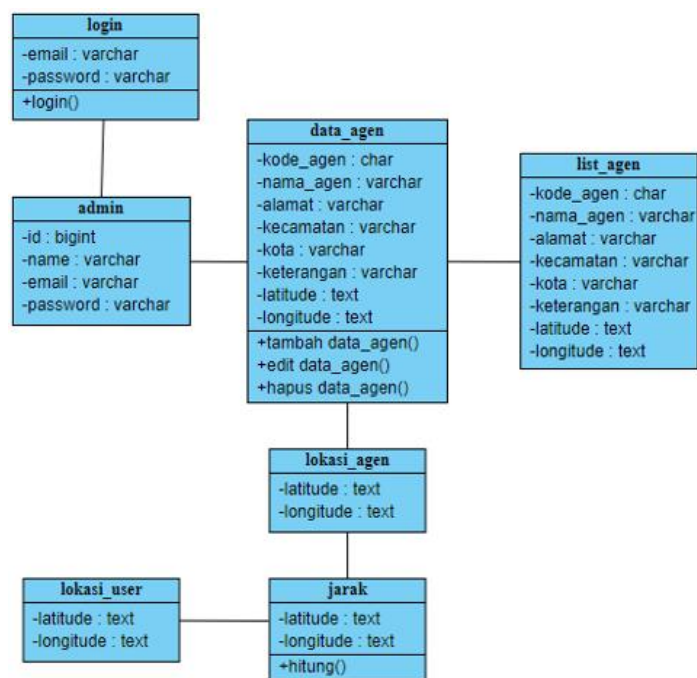 login
-email : varchar
-password : varchar
+login()
admin
-id : bigint
-name : varchar
-email : varchar
-password : varchar
data_agen
-kode_agen : char
-nama_agen : varchar
-alamat : varchar
-kecamatan : varchar
-kota : varchar
-keterangan : varchar
-latitude : text
-longitude : text
+tambah data_agen()
+edit data_agen()
+hapus data_agen()
list_agen
-kode_agen : char
-nama_agen : varchar
-alamat : varchar
-kecamatan : varchar
-kota : varchar
-keterangan : varchar
-latitude : text
-longitude : text
lokasi_agen
-latitude : text
-longitude : text
lokasi_user
-latitude : text
-longitude : text
jarak
-latitude : text
-longitude : text
+hitung()